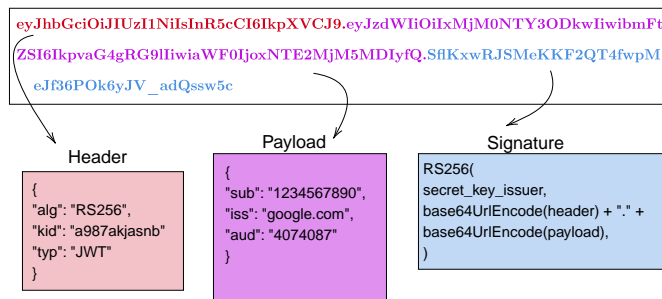 eyJhbGciOiJIUzI1NiIsInR5cCI6IkpXVCJ9.eyJzdWIiOiIxMjM0NTY3ODkwIiwibmFt
ZSI6IkpvaG4gRG9lIiwiaWF0IjoxNTE2MjM5MDIyfQ.SflKxwRJSMeKKF2QT4fwpM
eJf36POk6yJV_adQssw5c
Header
Payload
Signature
{
"alg": "RS256",
"kid": "a987akjasnb"
"typ": "JWT"
}
{
"sub": "1234567890",
"iss": "google.com",
"aud": "4074087"
}
RS256(
secret_key_issuer,
base64UrlEncode(header) + "." +
base64UrlEncode(payload),
)